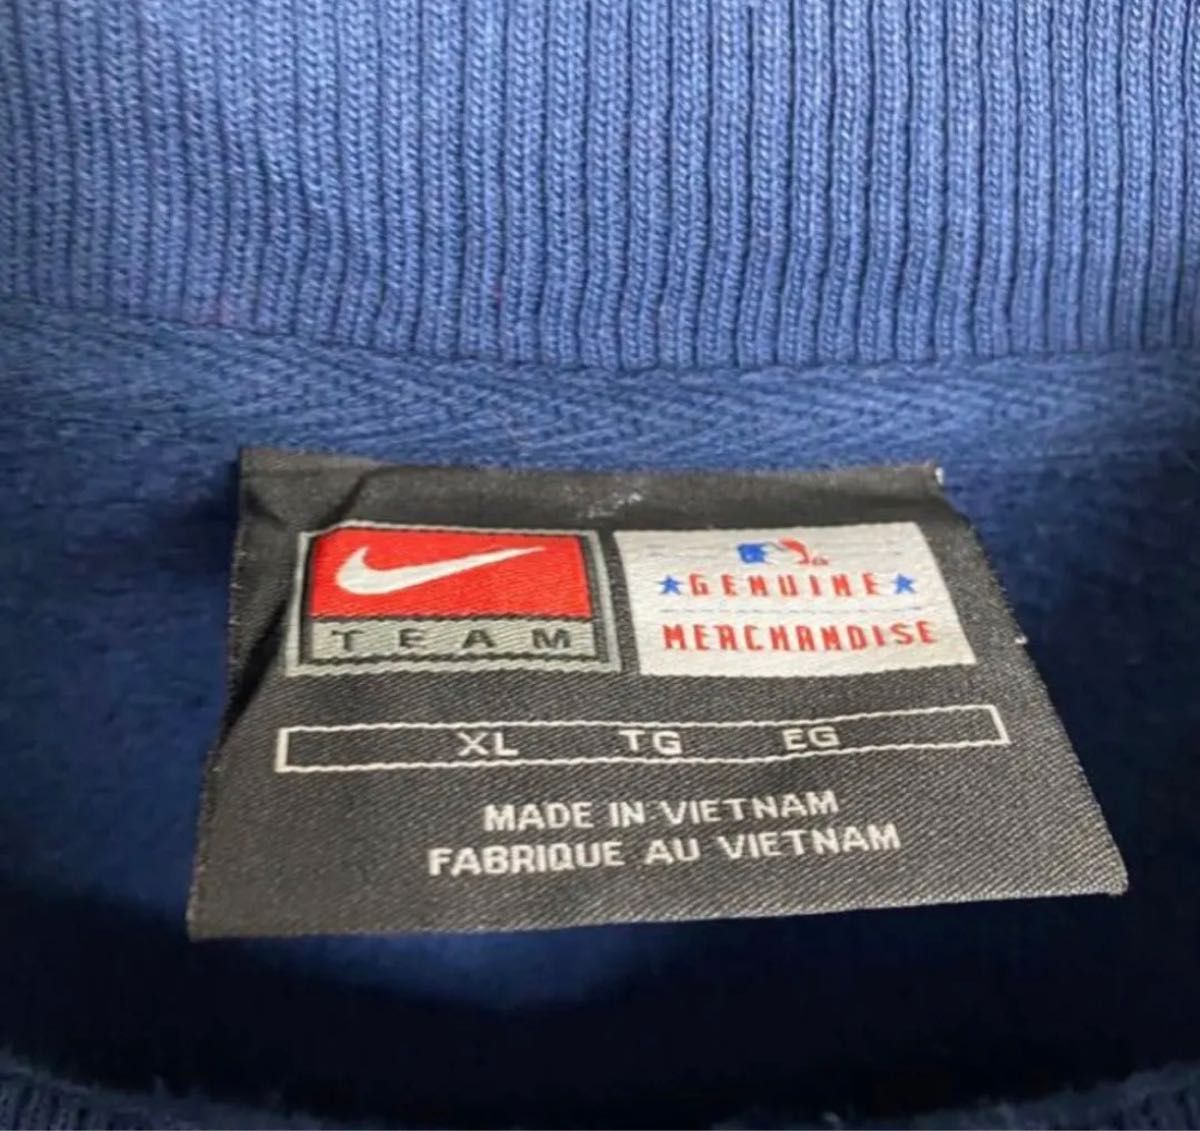 TEAM
GENUINE
MERCHANDISE
XL TG EG
MADE IN VIETNAM
FABRIQUE AU VIETNAM